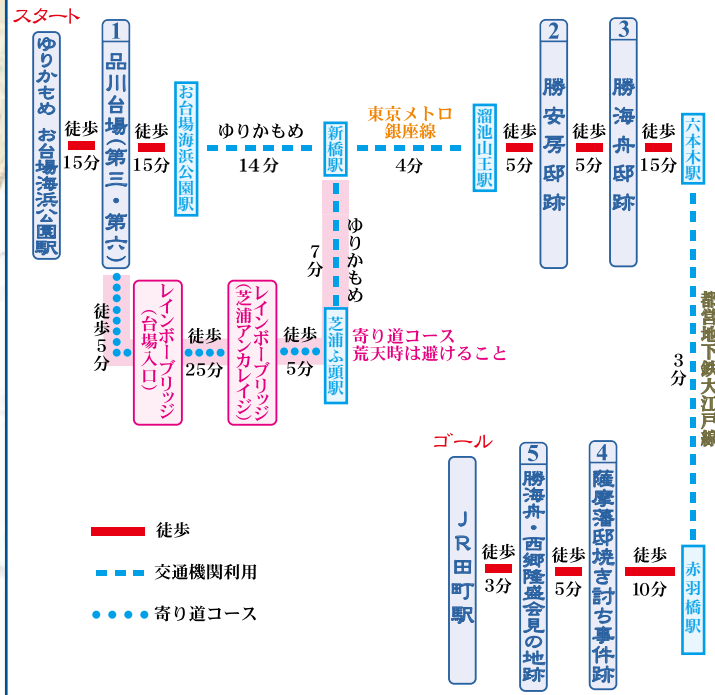 スタート
ゆりかもめ お台場海浜公園駅
徒歩
15分
1
品川台場(第三・第六)
徒歩
15分
お台場海浜公園駅
ゆりかもめ
14分
新橋駅
東京メトロ
銀座線
4分
溜池山王駅
徒歩
5分
2
勝安房邸跡
徒歩
5分
3
勝海舟邸跡
徒歩
15分
六本木駅
都営地下鉄大江戸線
3分
徒歩5分
レインボーブリッジ
(台場入口)
徒歩
25分
レインボーブリッジ
(芝浦アンカレイジ)
徒歩
5分
芝浦ふ頭駅
ゆりかもめ
7分
寄り道コース
荒天時は避けること
赤羽橋駅
徒歩
10分
4
薩摩藩邸焼き討ち事件跡
徒歩
5分
5
勝海舟・西郷隆盛会見の地跡
徒歩
3分
ゴール
JR田町駅
徒歩
交通機関利用
寄り道コース